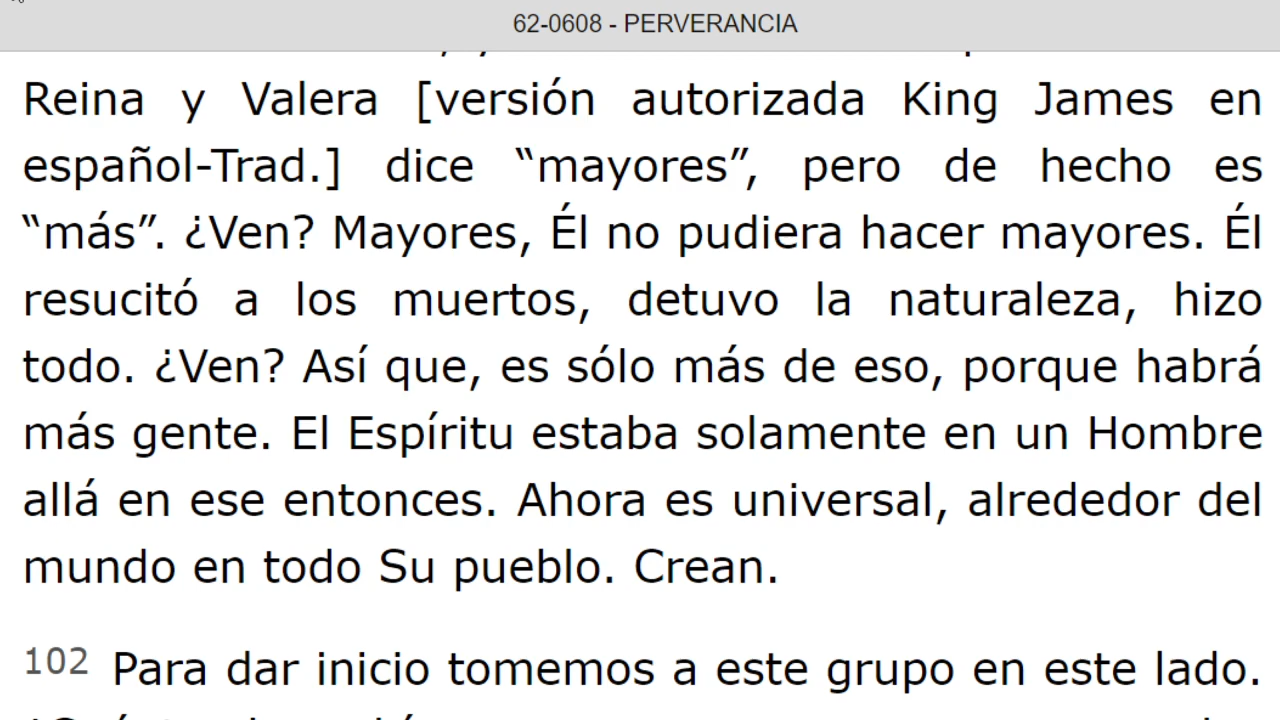 62-0608 - PERVERANCIA
Reina y Valera [versión autorizada King James en
español-Trad.] dice “mayores”, pero de hecho es
“más”. ¿Ven? Mayores, Él no pudiera hacer mayores. Él
resucitó a los muertos, detuvo la naturaleza, hizo
todo. ¿Ven? Así que, es sólo más de eso, porque habrá
más gente. El Espíritu estaba solamente en un Hombre
allá en ese entonces. Ahora es universal, alrededor del
mundo en todo Su pueblo. Crean.
102 Para dar inicio tomemos a este grupo en este lado.